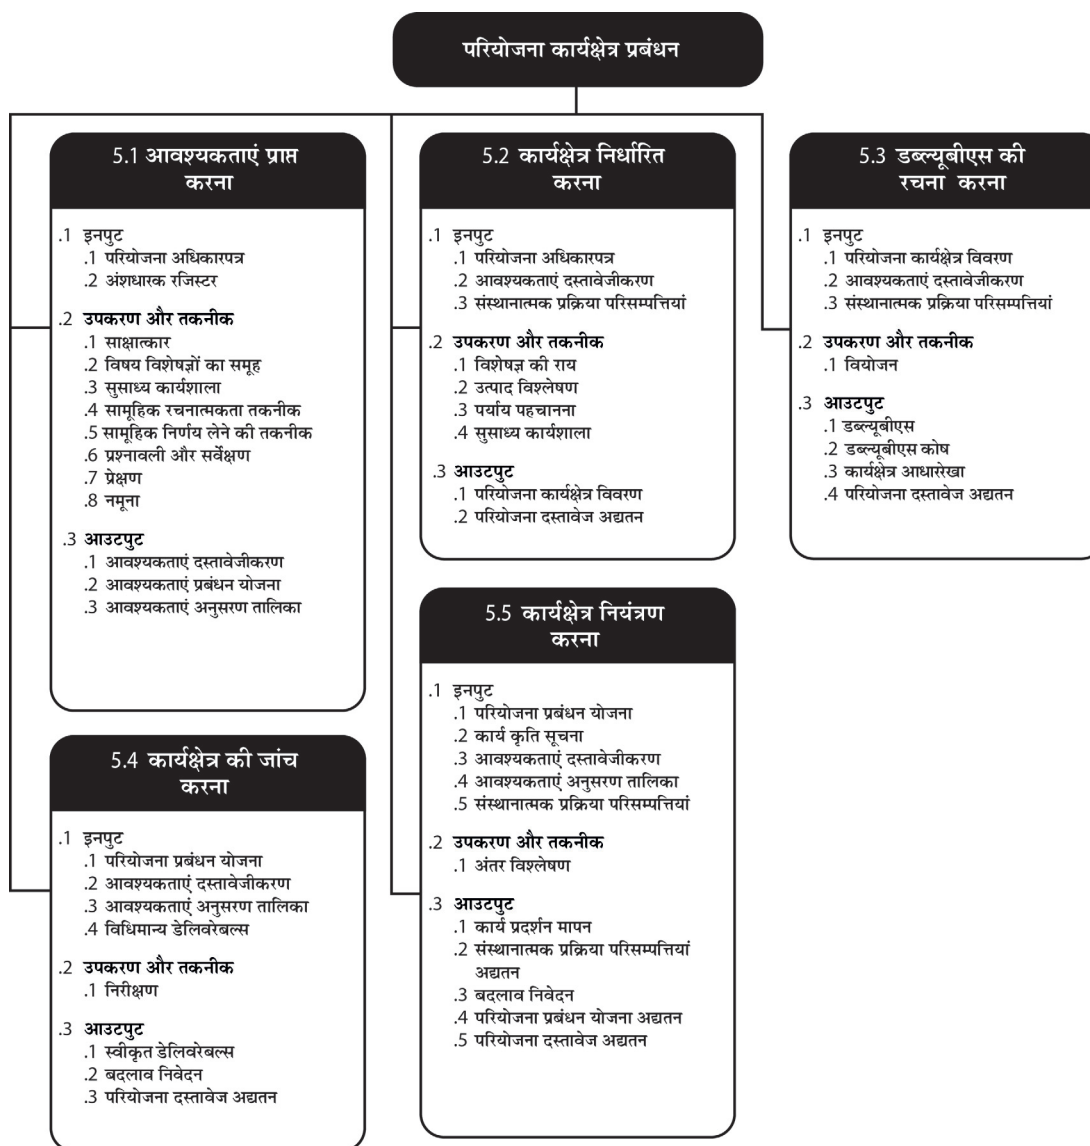 परियोजना कार्यक्षेत्र प्रबंधन
5.1 आवश्यकताएं प्राप्त
करना
.1 इनपुट
.1 परियोजना अधिकारपत्र
.2 अंशधारक रजिस्टर
.2 उपकरण और तकनीक
.1 साक्षात्कार
.2 विषय विशेषज्ञों का समूह
.3 सुसाध्य कार्यशाला
.4 सामूहिक रचनात्मकता तकनीक
.5 सामूहिक निर्णय लेने की तकनीक
.6 प्रश्नावली और सर्वेक्षण
.7 प्रेक्षण
.8 नमूना
.3 आउटपुट
.1 आवश्यकताएं दस्तावेजीकरण
.2 आवश्यकताएं प्रबंधन योजना
.3 आवश्यकताएं अनुसरण तालिका
5.2 कार्यक्षेत्र निर्धारित
करना
.1 इनपुट
.1 परियोजना अधिकारपत्र
.2 आवश्यकताएं दस्तावेजीकरण
.3 संस्थानात्मक प्रक्रिया परिसम्पत्तियां
.2 उपकरण और तकनीक
.1 विशेषज्ञ की राय
.2 उत्पाद विश्लेषण
.3 पर्याय पहचानना
.4 सुसाध्य कार्यशाला
.3 आउटपुट
.1 परियोजना कार्यक्षेत्र विवरण
.2 परियोजना दस्तावेज अद्यतन
5.3 डब्ल्यूबीएस की
रचना करना
.1 इनपुट
.1 परियोजना कार्यक्षेत्र विवरण
.2 आवश्यकताएं दस्तावेजीकरण
.3 संस्थानात्मक प्रक्रिया परिसम्पत्तियां
.2 उपकरण और तकनीक
.1 वियोजन
.3 आउटपुट
.1 डब्ल्यूबीएस
.2 डब्ल्यूबीएस कोष
.3 कार्यक्षेत्र आधाररेखा
.4 परियोजना दस्तावेज अद्यतन
5.4 कार्यक्षेत्र की जांच
करना
.1 इनपुट
.1 परियोजना प्रबंधन योजना
.2 आवश्यकताएं दस्तावेजीकरण
.3 आवश्यकताएं अनुसरण तालिका
.4 विधिमान्य डेलिवरेबल्स
.2 उपकरण और तकनीक
.1 निरीक्षण
.3 आउटपुट
.1 स्वीकृत डेलिवरेबल्स
.2 बदलाव निवेदन
.3 परियोजना दस्तावेज अद्यतन
5.5 कार्यक्षेत्र नियंत्रण
करना
.1 इनपुट
.1 परियोजना प्रबंधन योजना
.2 कार्य कृति सूचना
.3 आवश्यकताएं दस्तावेजीकरण
.4 आवश्यकताएं अनुसरण तालिका
.5 संस्थानात्मक प्रक्रिया परिसम्पत्तियां
.2 उपकरण और तकनीक
.1 अंतर विश्लेषण
.3 आउटपुट
.1 कार्य प्रदर्शन मापन
.2 संस्थानात्मक प्रक्रिया परिसम्पत्तियां
अद्यतन
.3 बदलाव निवेदन
.4 परियोजना प्रबंधन योजना अद्यतन
.5 परियोजना दस्तावेज अद्यतन